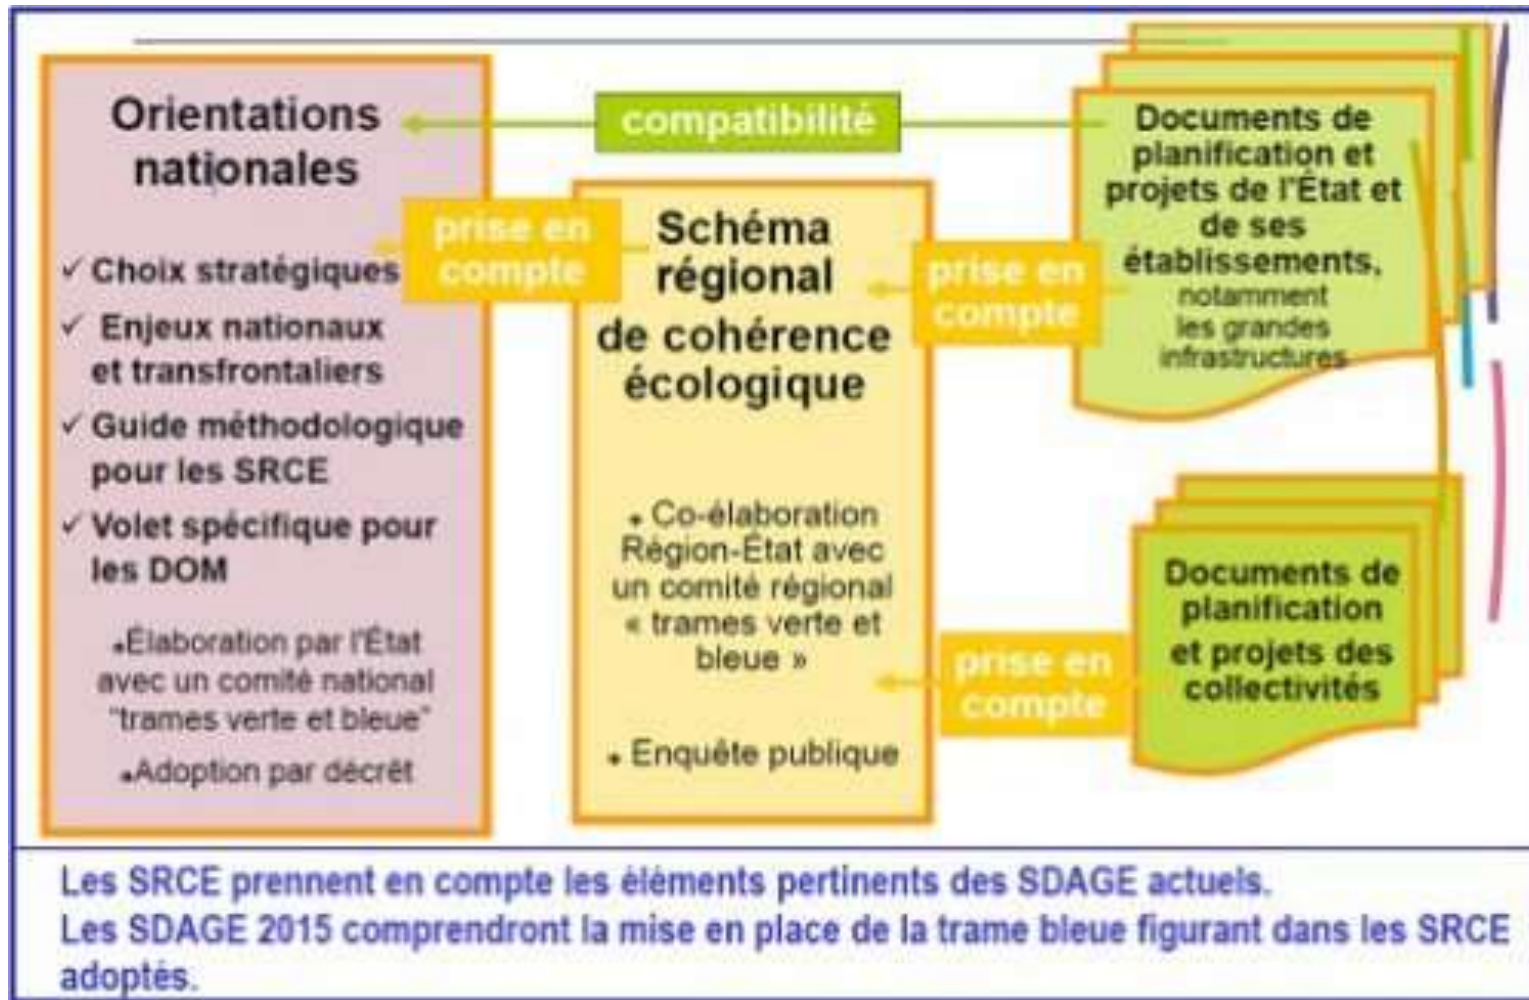 Orientations
nationales
✓ Choix stratégiques
✓ Enjeux nationaux
et transfrontaliers
✓ Guide méthodologique
pour les SRCE
✓ Volet spécifique pour
les DOM
•Élaboration par l'État
avec un comité national
"trames verte et bleue"
•Adoption par décrêt
compatibilité
prise en
compte
Schéma
régional
de cohérence
écologique
• Co-élaboration
Région-État avec
un comité régional
« trames verte et
bleue »
• Enquête publique
prise en
compte
Documents de
planification et
projets de l'État et
de ses
établissements,
notamment
les grandes
infrastructures
prise en
compte
Documents de
planification
et projets des
collectivités
Les SRCE prennent en compte les éléments pertinents des SDAGE actuels.
Les SDAGE 2015 comprendront la mise en place de la trame bleue figurant dans les SRCE
adoptés.